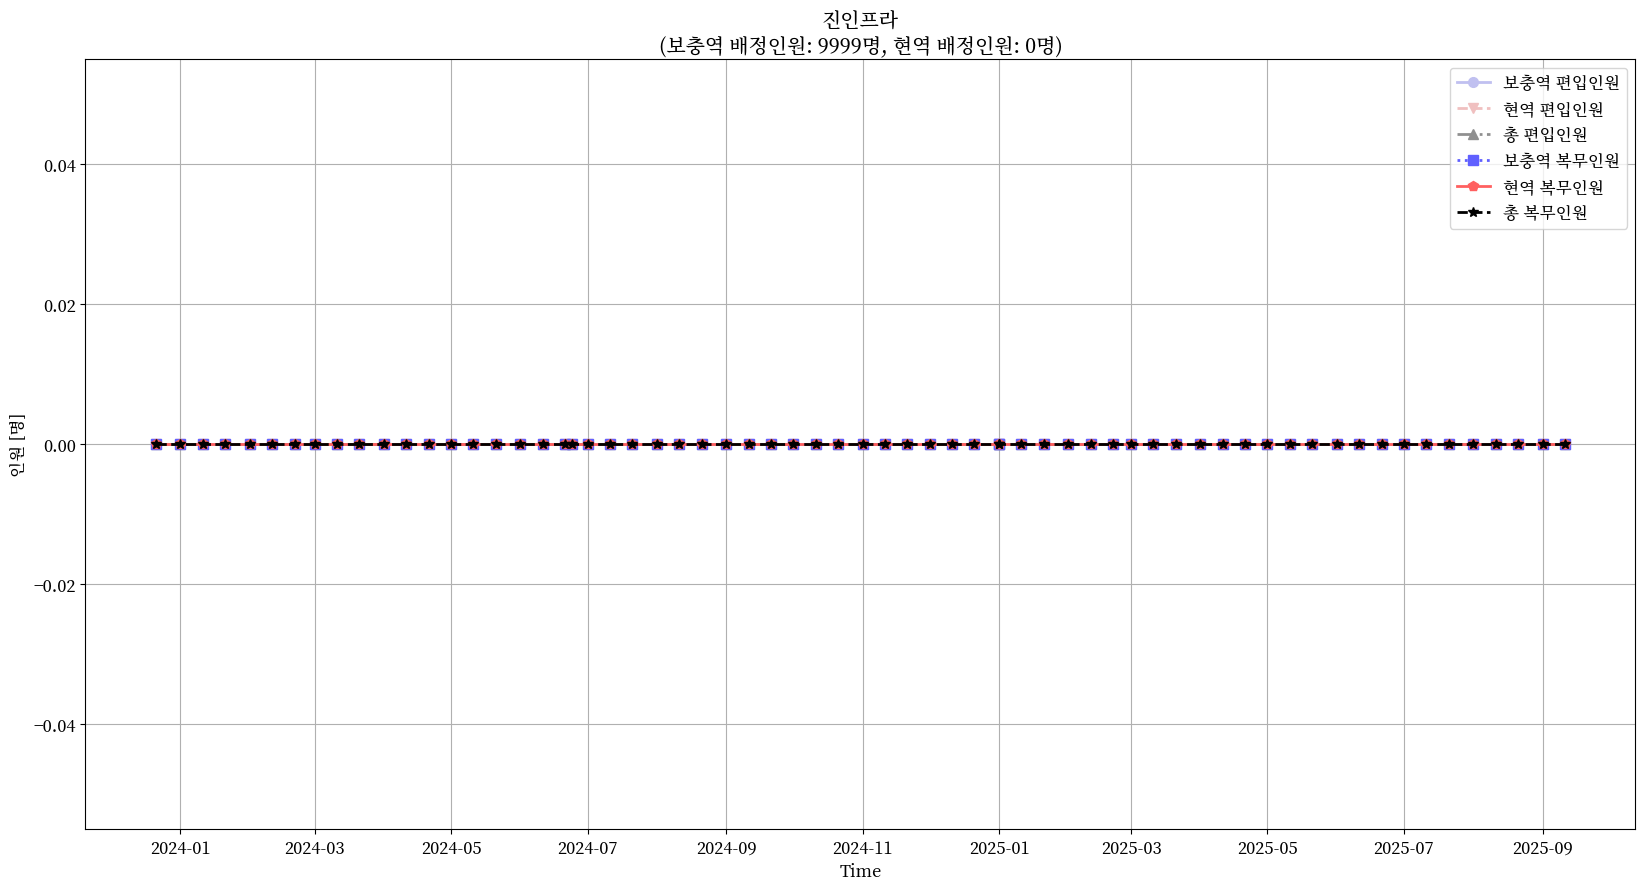 진인프라
(보충역 배정인원: 9999명, 현역 배정인원: 0명)
보충역 편입인원
현역 편입인원
총 편입인원
보충역 복무인원
현역 복무인원
총 복무인원
인원 [명]
0.04
0.02
0.00
−0.02
−0.04
2024-01 2024-03 2024-05 2024-07 2024-09 2024-11 2025-01 2025-03 2025-05 2025-07 2025-09
Time